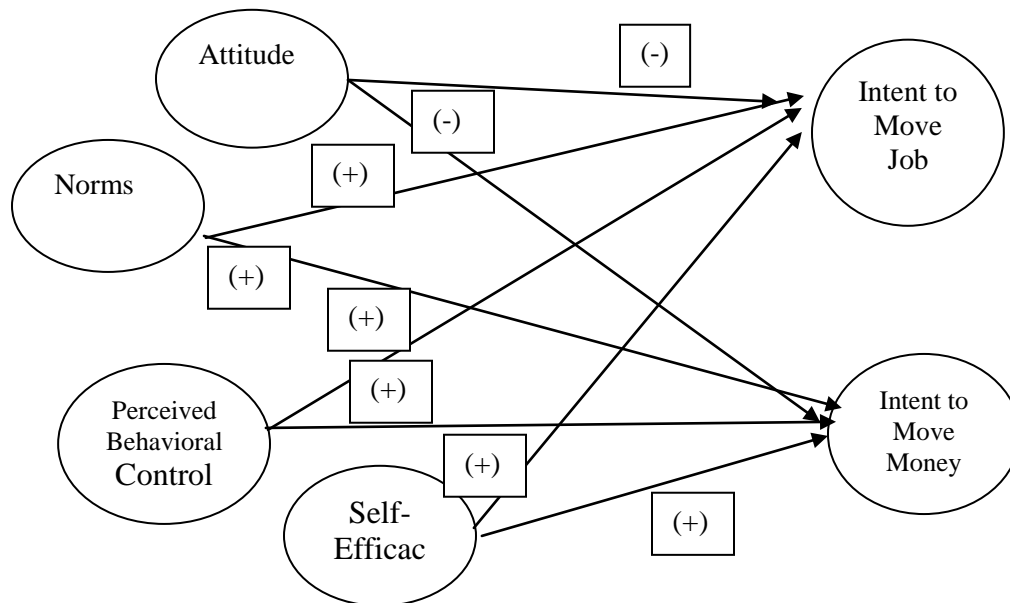 Attitude
(-)
Intent to
Move
Job
(-)
(+)
Norms
(+)
(+)
(+)
Perceived
Behavioral
Control
Intent to
Move
Money
(+)
Self-
Efficac
(+)